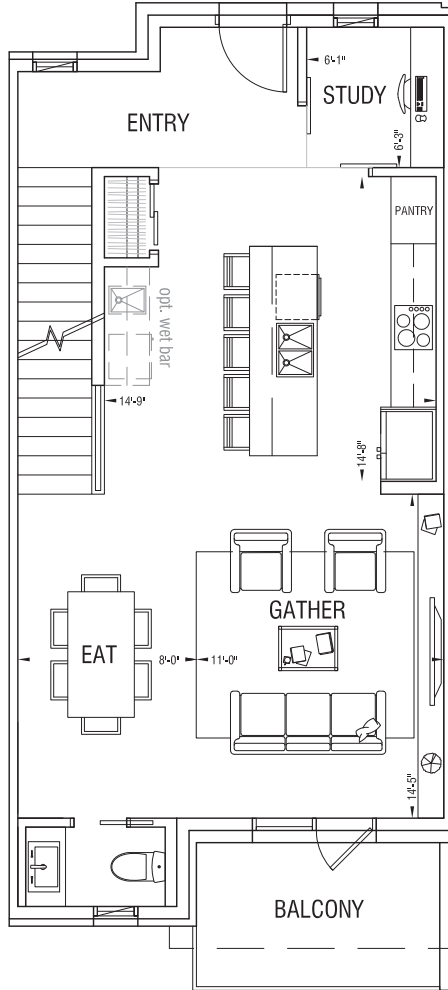 6'-1"
STUDY
ENTRY
6'-3"
PANTRY
opt. wet bar
14'-9"
14'-8"
GATHER
EAT
8'-0"
11'-0"
14'-5"
BALCONY